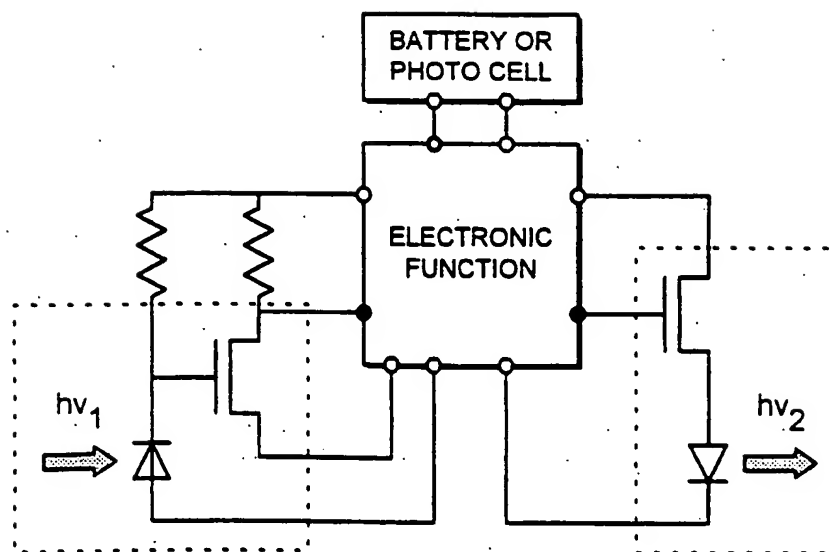 BATTERY OR
PHOTO CELL
ELECTRONIC
FUNCTION
hv1
hv2